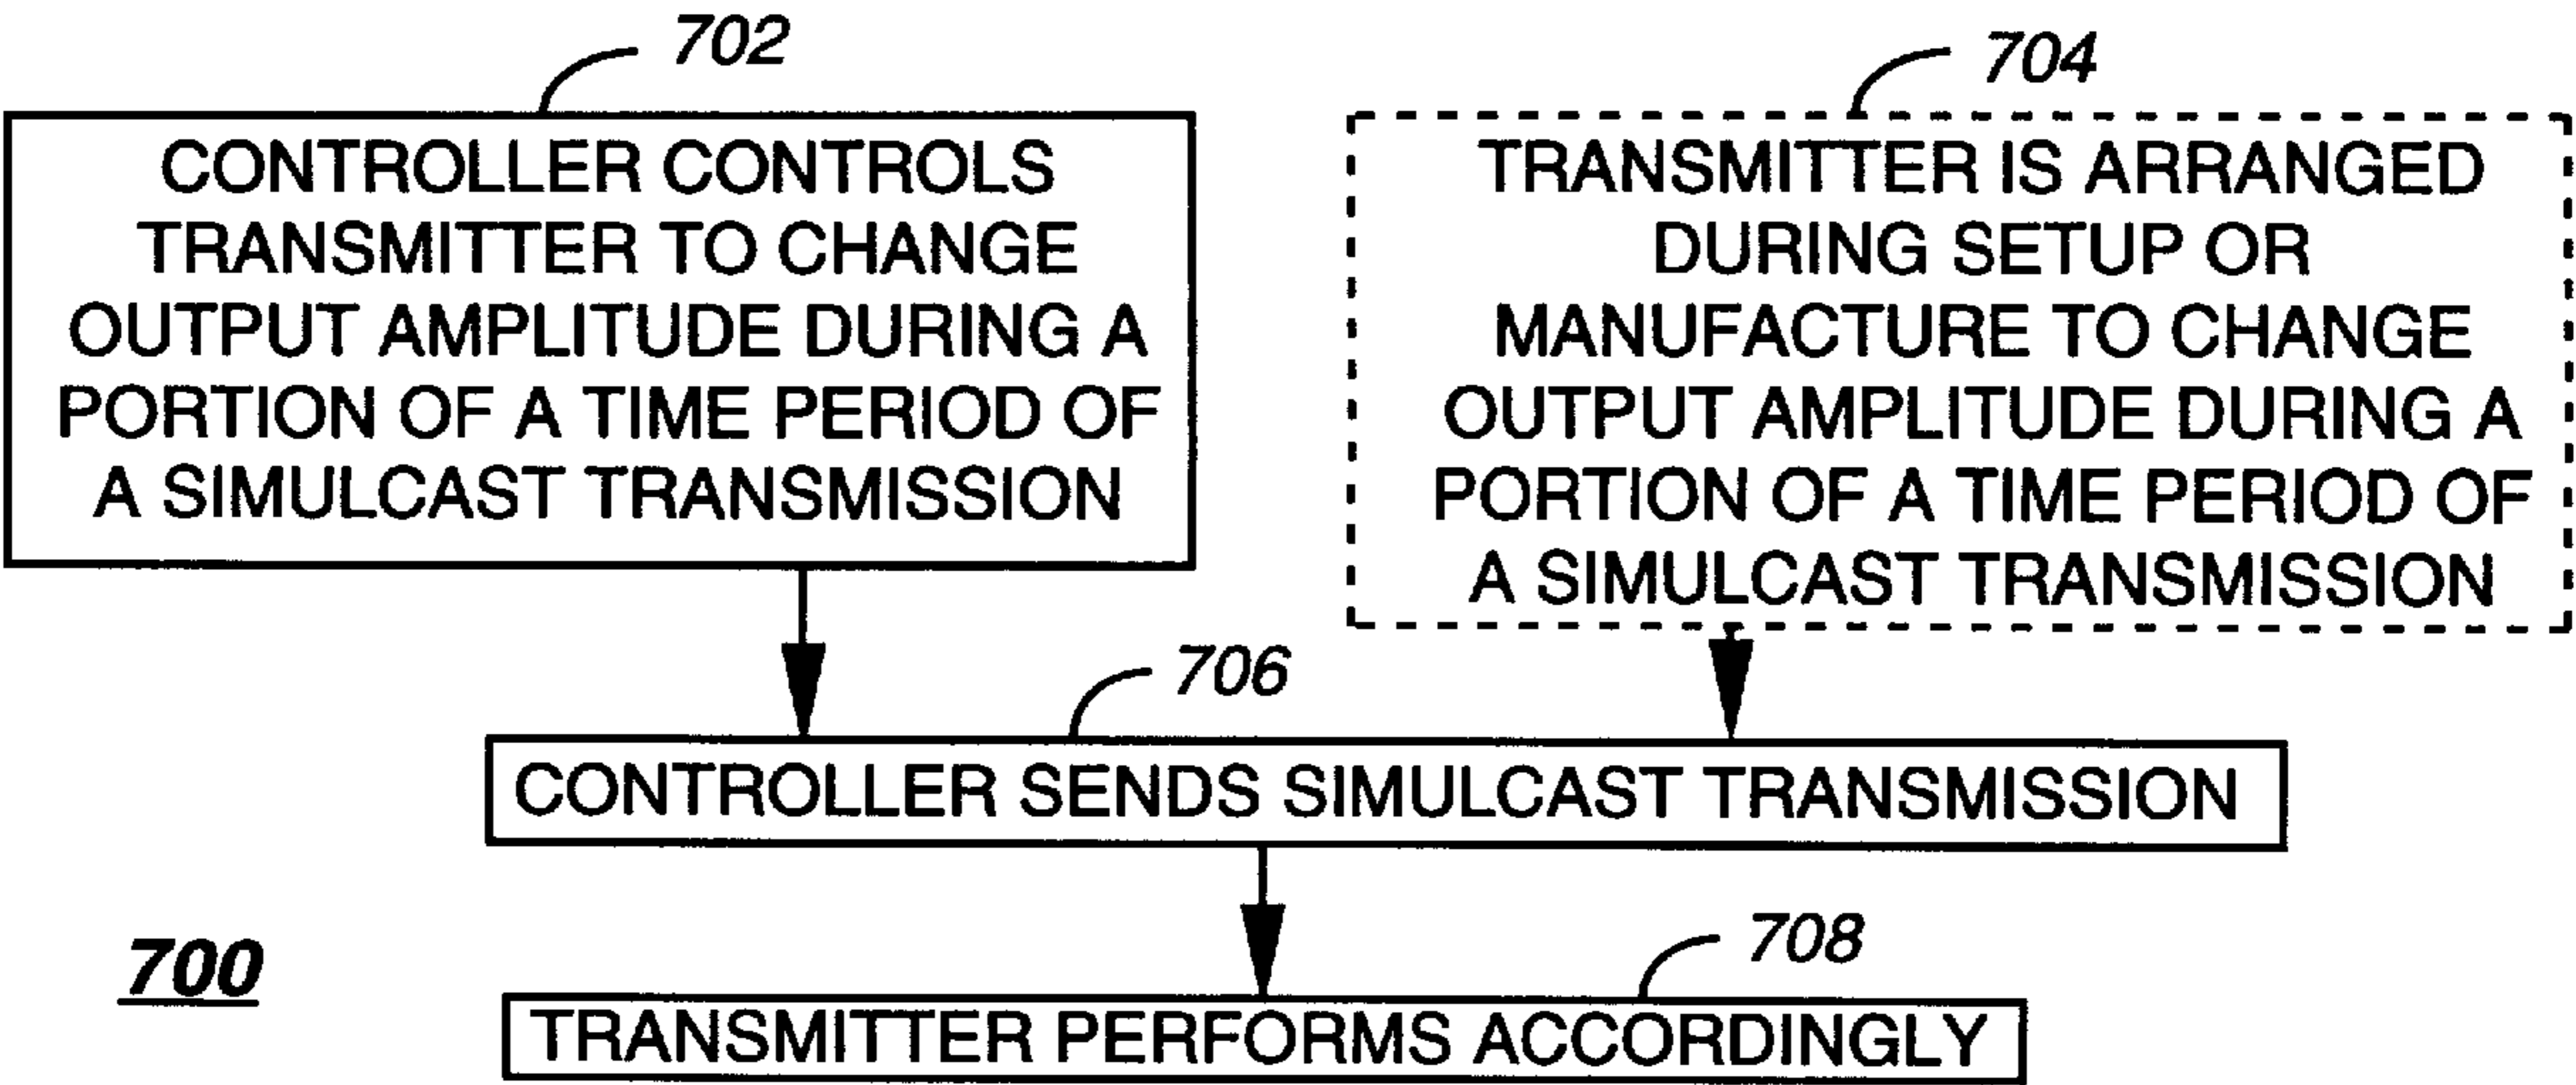 702
CONTROLLER CONTROLS
TRANSMITTER TO CHANGE
OUTPUT AMPLITUDE DURING A
PORTION OF A TIME PERIOD OF
A SIMULCAST TRANSMISSION
704
TRANSMITTER IS ARRANGED
DURING SETUP OR
MANUFACTURE TO CHANGE
OUTPUT AMPLITUDE DURING A
PORTION OF A TIME PERIOD OF
A SIMULCAST TRANSMISSION
706
CONTROLLER SENDS SIMULCAST TRANSMISSION
700
708
TRANSMITTER PERFORMS ACCORDINGLY